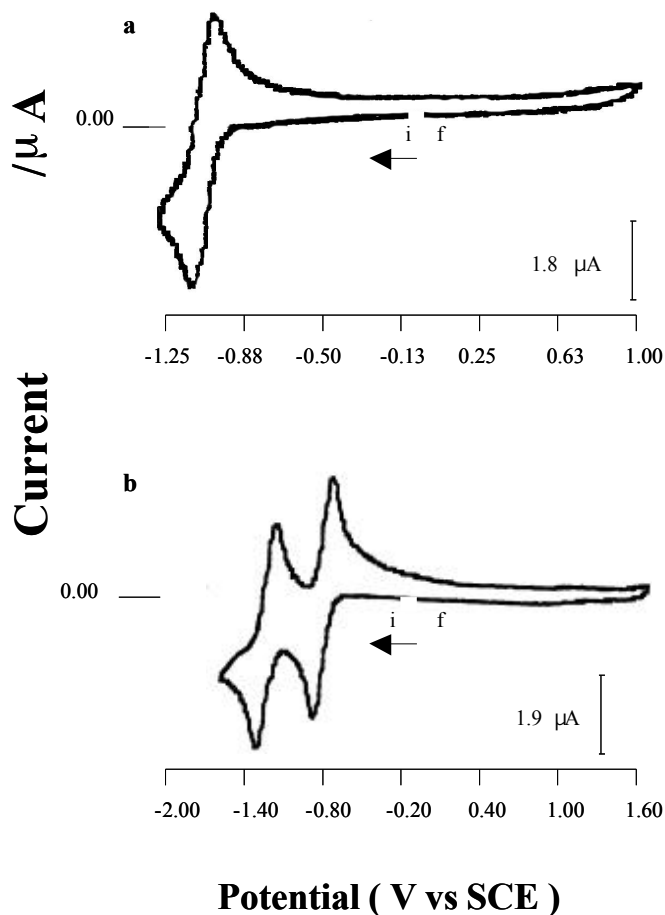 a
/μ A
0.00
i f
1.8 μA
-1.25 -0.88 -0.50 -0.13 0.25 0.63 1.00
Current
b
0.00
i f
1.9 μA
-2.00 -1.40 -0.80 -0.20 0.40 1.00 1.60
Potential ( V vs SCE )